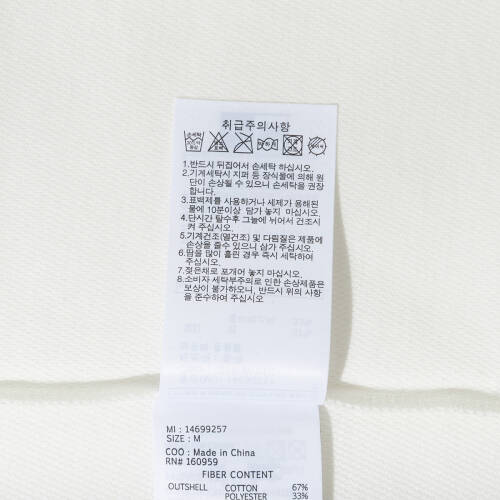 취급주의사항
손세탁
1.반드시 뒤집어서 손세탁 하십시오.
2.기계세탁시 지퍼 등 장식물에 의해 원
단이 손상될 수 있으니 손세탁을 권장
합니다.
3.표백제를 사용하거나 세제가 용해된
물에 10분이상 담가 놓지 마십시오.
4.단시간 탈수후 그늘에 뉘어서 건조시
켜 주십시오.
5.기계건조(열건조) 및 다림질은 제품에
손상을 줄수 있으니 삼가 주십시오.
6.땀을 많이 흘린 경우 즉시 세탁하여
주십시오.
7.젖은채로 포개어 놓지 마십시오.
8.소비자 세탁부주의로 인한 손상제품은
보상이 불가하오니, 반드시 위의 사항
을 준수하여 주십시오
MI : 14699257
SIZE : M
COO : Made in China
RN# 160959
FIBER CONTENT
OUTSHELL COTTON 67%
POLYESTER 33%